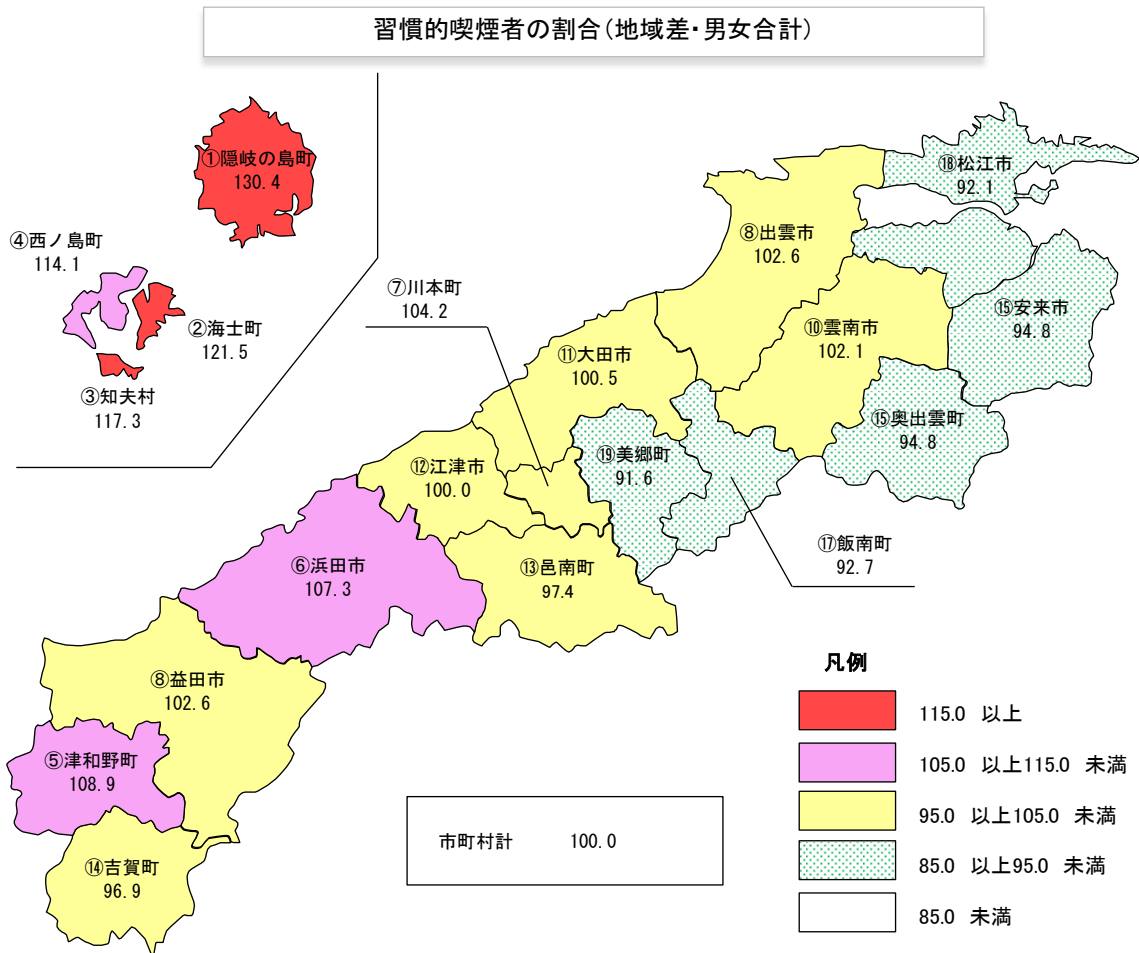 習慣的喫煙者の割合(地域差・男女合計)
①隠岐の島町
130.4
④西ノ島町
114.1
②海士町
121.5
③知夫村
117.3
⑱松江市
92.1
⑧出雲市
102.6
⑦川本町
104.2
⑮安来市
94.8
⑩雲南市
102.1
⑪大田市
100.5
⑮奥出雲町
94.8
⑲美郷町
91.6
⑫江津市
100.0
⑰飯南町
92.7
⑥浜田市
107.3
⑬邑南町
97.4
⑧益田市
102.6
⑤津和野町
108.9
⑭吉賀町
96.9
市町村計 100.0
凡例
115.0 以上
105.0 以上115.0 未満
95.0 以上105.0 未満
85.0 以上95.0 未満
85.0 未満